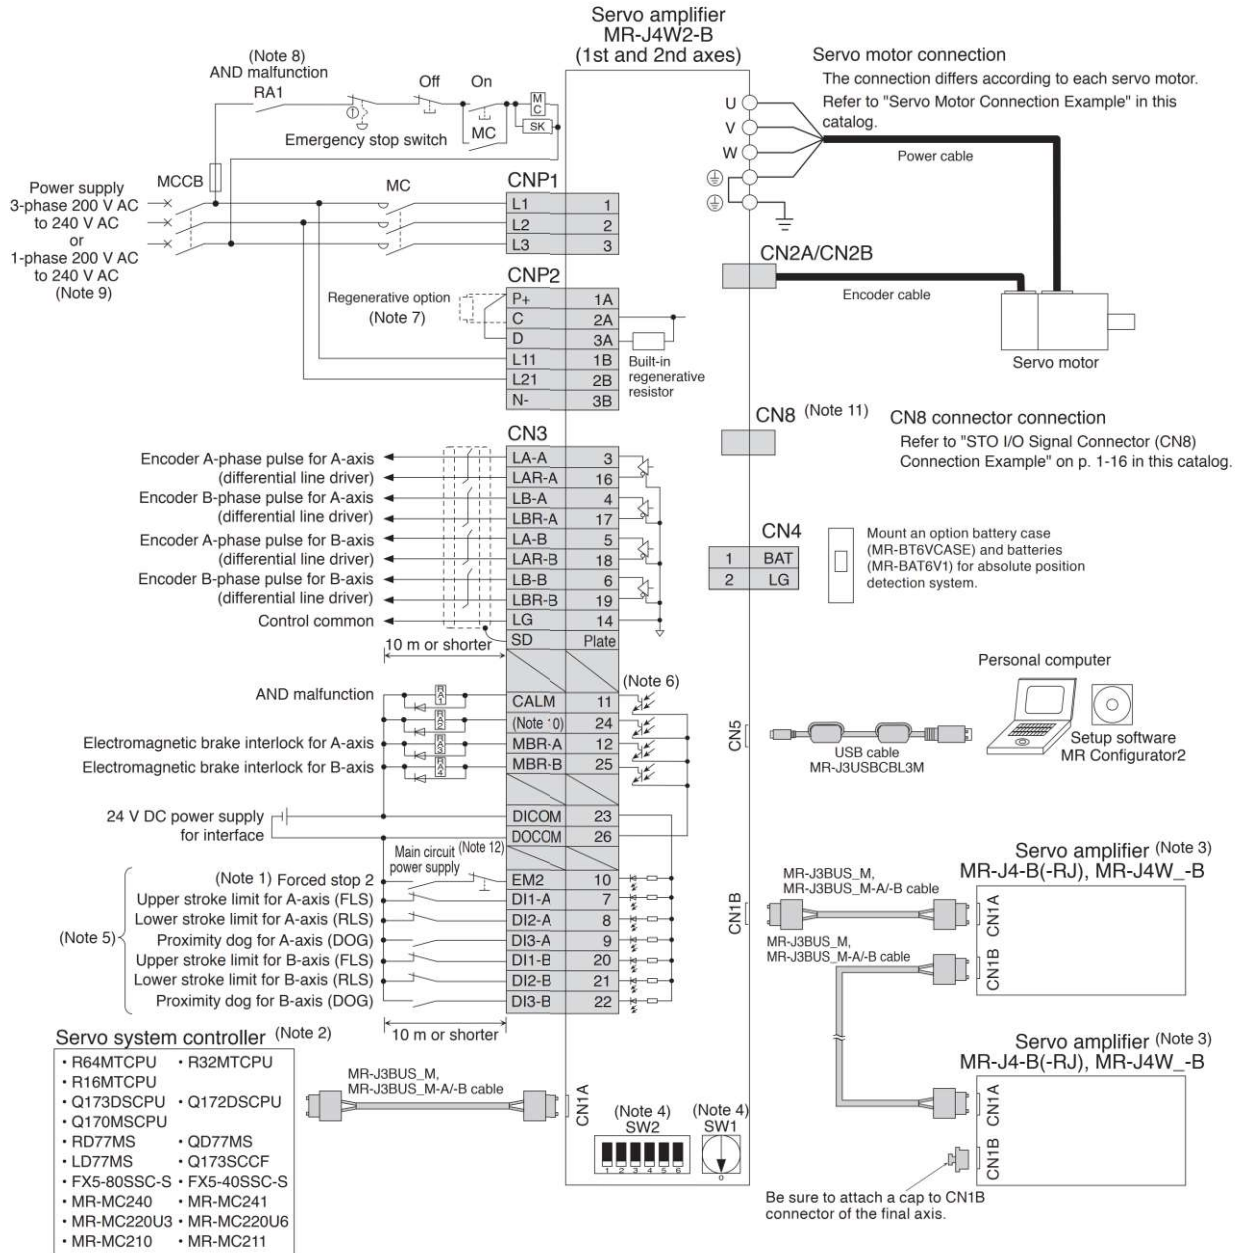 Servo amplifier
MR-J4W2-B
(1st and 2nd axes)
(Note 8)
AND malfunction
RA1
Off
On
MC
SK
MC
Emergency stop switch
Servo motor connection
The connection differs according to each servo motor.
Refer to "Servo Motor Connection Example" in this
catalog.
U
V
W
Power cable
Power supply
3-phase 200 V AC
to 240 V AC
or
1-phase 200 V AC
to 240 V AC
(Note 9)
MCCB
MC
CNP1
L1 1
L2 2
L3 3
CN2A/CN2B
Encoder cable
Servo motor
CNP2
Regenerative option
(Note 7)
P+ 1A
C 2A
D 3A
L11 1B
L21 2B
N- 3B
Built-in
regenerative
resistor
CN8 (Note 11)
CN8 connector connection
Refer to "STO I/O Signal Connector (CN8)
Connection Example" on p. 1-16 in this catalog.
CN3
Encoder A-phase pulse for A-axis
(differential line driver)
Encoder B-phase pulse for A-axis
(differential line driver)
Encoder A-phase pulse for B-axis
(differential line driver)
Encoder B-phase pulse for B-axis
(differential line driver)
Control common
10 m or shorter
LA-A 3
LAR-A 16
LB-A 4
LBR-A 17
LA-B 5
LAR-B 18
LB-B 6
LBR-B 19
LG 14
SD Plate
CN4
1 BAT
2 LG
Mount an option battery case
(MR-BT6VCASE) and batteries
(MR-BAT6V1) for absolute position
detection system.
(Note 6)
AND malfunction
RA1
CALM 11
RA2
(Note 10) 24
Electromagnetic brake interlock for A-axis
RA3
MBR-A 12
Electromagnetic brake interlock for B-axis
RA4
MBR-B 25
CN5
USB cable
MR-J3USBCBL3M
Personal computer
Setup software
MR Configurator2
24 V DC power supply
for interface
DICOM 23
DOCOM 26
Main circuit (Note 12)
power supply
(Note 5)
(Note 1) Forced stop 2
EM2 10
Upper stroke limit for A-axis (FLS)
DI1-A 7
Lower stroke limit for A-axis (RLS)
DI2-A 8
Proximity dog for A-axis (DOG)
DI3-A 9
Upper stroke limit for B-axis (FLS)
DI1-B 20
Lower stroke limit for B-axis (RLS)
DI2-B 21
Proximity dog for B-axis (DOG)
DI3-B 22
10 m or shorter
CN1B
MR-J3BUS_M,
MR-J3BUS_M-A/-B cable
Servo amplifier (Note 3)
MR-J4-B(-RJ), MR-J4W_-B
CN1A
CN1B
MR-J3BUS_M,
MR-J3BUS_M-A/-B cable
Servo amplifier (Note 3)
MR-J4-B(-RJ), MR-J4W_-B
CN1A
CN1B
Be sure to attach a cap to CN1B
connector of the final axis.
Servo system controller (Note 2)
• R64MTCPU • R32MTCPU
• R16MTCPU
• Q173DSCPU • Q172DSCPU
• Q170MSCPU
• RD77MS • QD77MS
• LD77MS • Q173SCCF
• FX5-80SSC-S • FX5-40SSC-S
• MR-MC240 • MR-MC241
• MR-MC220U3 • MR-MC220U6
• MR-MC210 • MR-MC211
MR-J3BUS_M,
MR-J3BUS_M-A/-B cable
CN1A
(Note 4)
SW2
1 2 3 4 5 6
(Note 4)
SW1
0